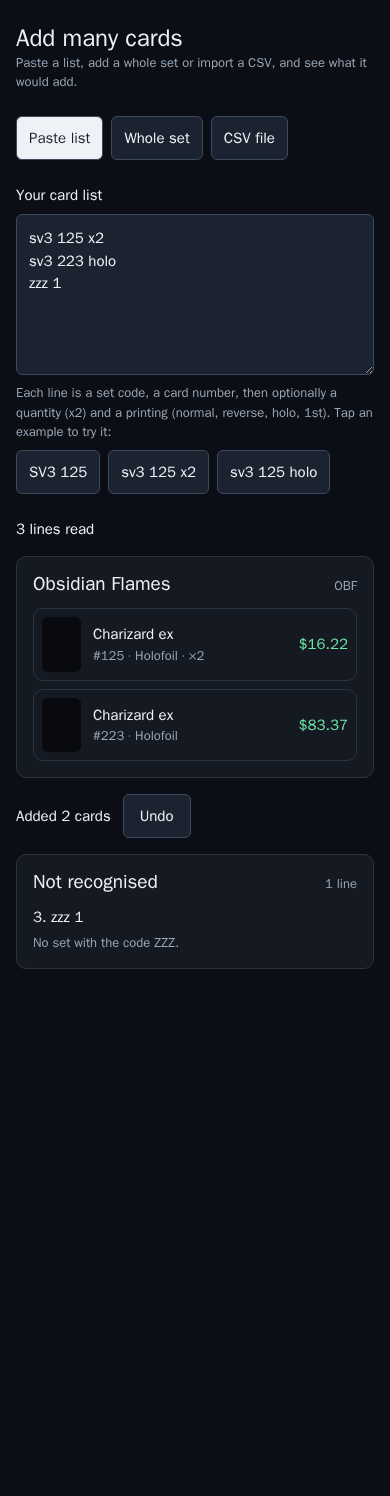 Add many cards
Paste a list, add a whole set or import a CSV, and see what it
would add.
Paste list
Whole set
CSV file
Your card list
sv3 125 x2
sv3 223 holo
zzz 1
Each line is a set code, a card number, then optionally a
quantity (x2) and a printing (normal, reverse, holo, 1st). Tap an
example to try it:
SV3 125
sv3 125 x2
sv3 125 holo
3 lines read
Obsidian Flames
OBF
Charizard ex
#125 · Holofoil · ×2
$16.22
Charizard ex
#223 · Holofoil
$83.37
Added 2 cards
Undo
Not recognised
1 line
3. zzz 1
No set with the code ZZZ.